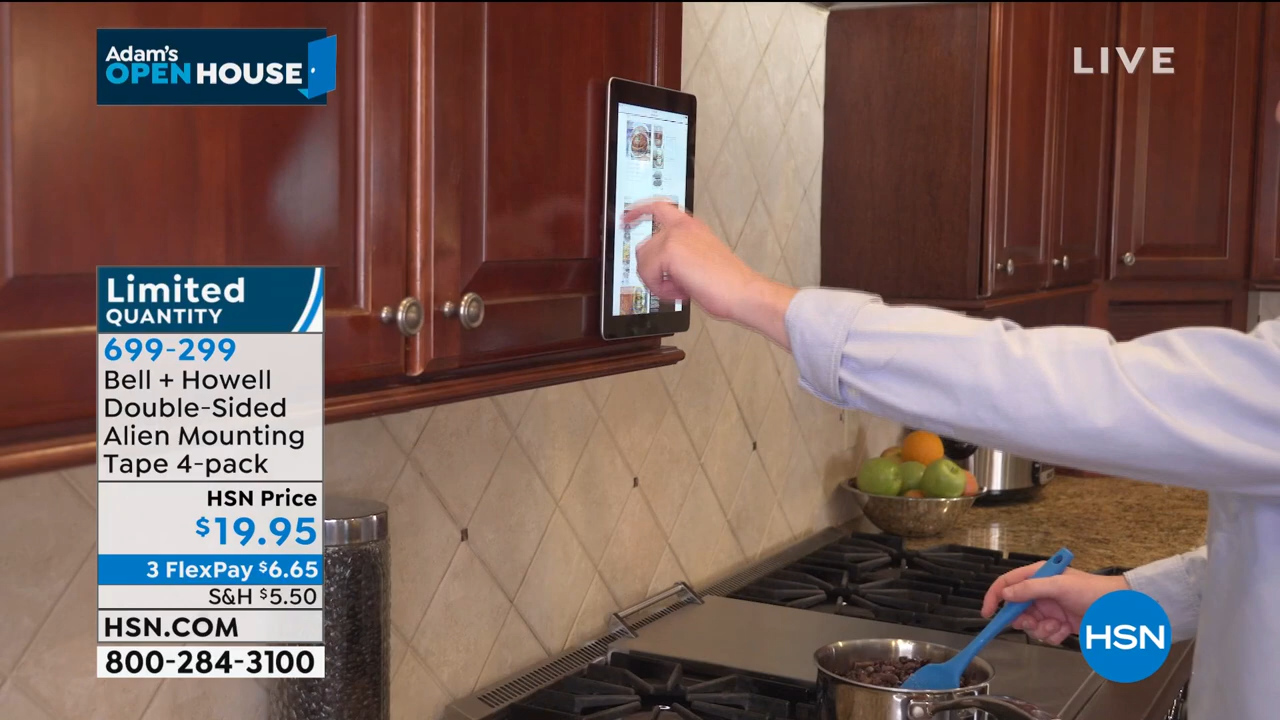 Adam's
OPEN HOUSE
LIVE
Limited
QUANTITY
699-299
Bell + Howell
Double-Sided
Alien Mounting
Tape 4-pack
HSN Price
$19.95
3 FlexPay $6.65
S&H $5.50
HSN.COM
800-284-3100
HSN